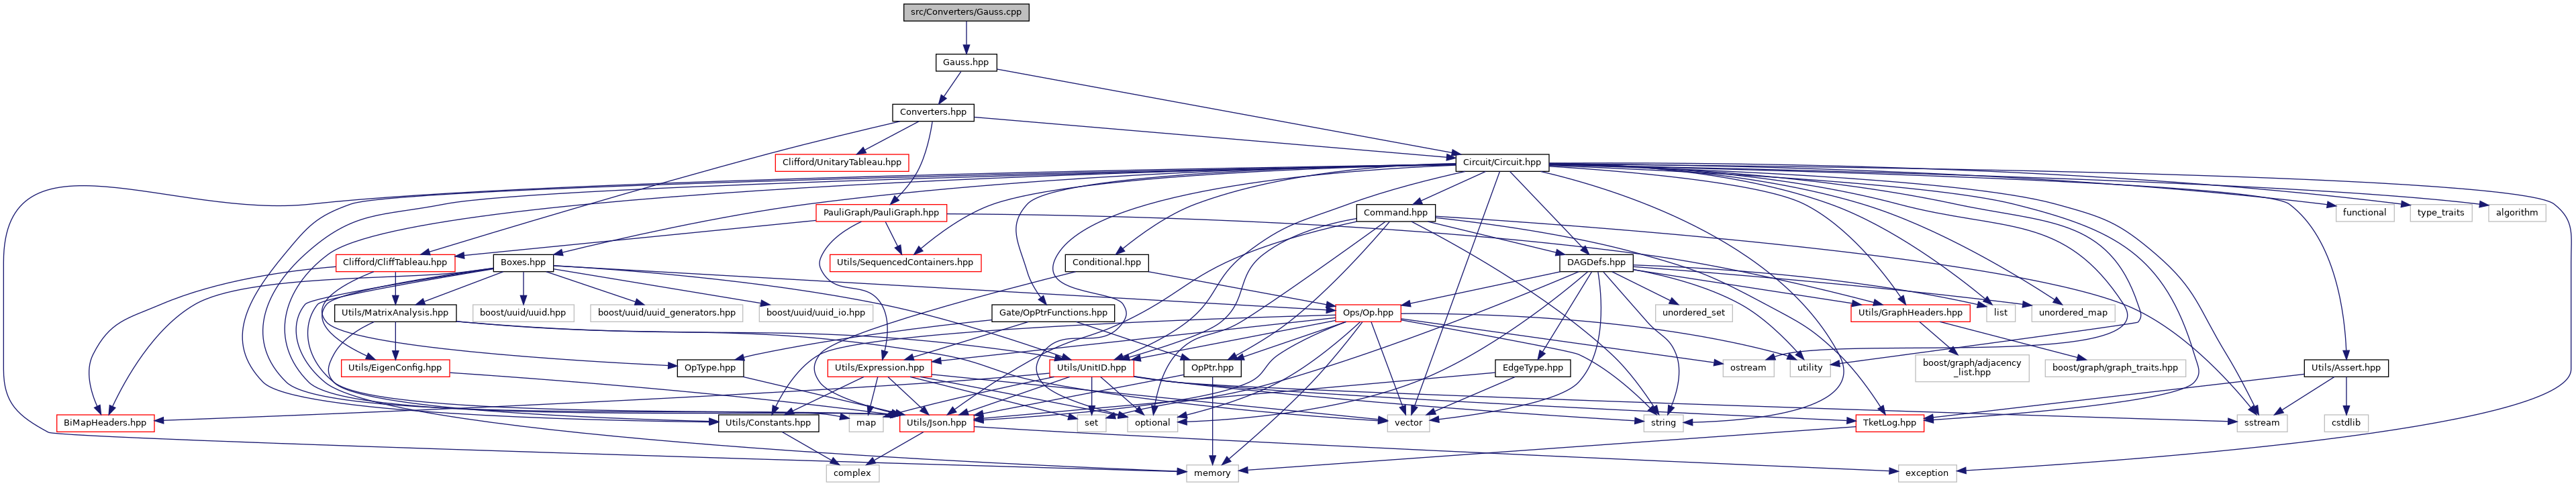 src/Converters/Gauss.cpp
Gauss.hpp
Converters.hpp
Clifford/UnitaryTableau.hpp
Circuit/Circuit.hpp
PauliGraph/PauliGraph.hpp
Command.hpp
functional
type_traits
algorithm
Clifford/CliffTableau.hpp
Boxes.hpp
Utils/SequencedContainers.hpp
Conditional.hpp
DAGDefs.hpp
Utils/MatrixAnalysis.hpp
boost/uuid/uuid.hpp
boost/uuid/uuid_generators.hpp
boost/uuid/uuid_io.hpp
Gate/OpPtrFunctions.hpp
Ops/Op.hpp
unordered_set
Utils/GraphHeaders.hpp
list
unordered_map
Utils/EigenConfig.hpp
OpType.hpp
Utils/Expression.hpp
Utils/UnitID.hpp
OpPtr.hpp
EdgeType.hpp
ostream
utility
boost/graph/adjacency
_list.hpp
boost/graph/graph_traits.hpp
Utils/Assert.hpp
BiMapHeaders.hpp
Utils/Constants.hpp
map
Utils/Json.hpp
set
optional
vector
string
TketLog.hpp
sstream
cstdlib
complex
memory
exception